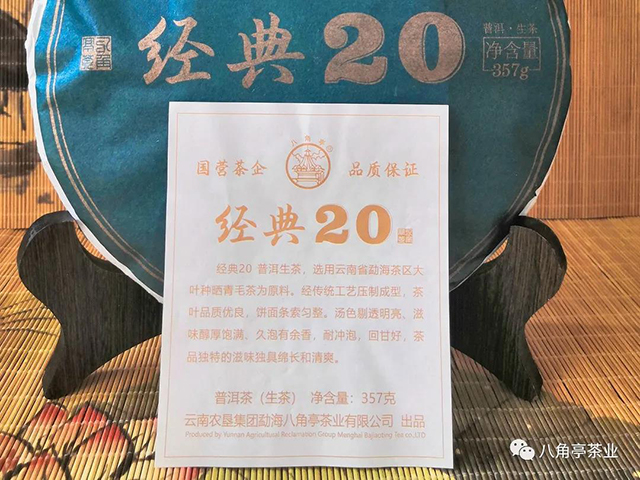 经典20
普洱·生茶
净含量
357g
国营茶企
品质保证
经典20
经典20 普洱生茶，选用云南省勐海茶区大
叶种晒青毛茶为原料。经传统工艺压制成型，茶
叶品质优良，饼面条索匀整。汤色剔透明亮、滋
味醇厚饱满、久泡有余香，耐冲泡，回甘好，茶
品独特的滋味独具绵长和清爽。
普洱茶（生茶） 净含量：357克
云南农垦集团勐海八角亭茶业有限公司 出品
Produced by Yunnan Agricultural Reclamation Group Menghai Bajiaoting Tea co.,LTD
八角亭茶业